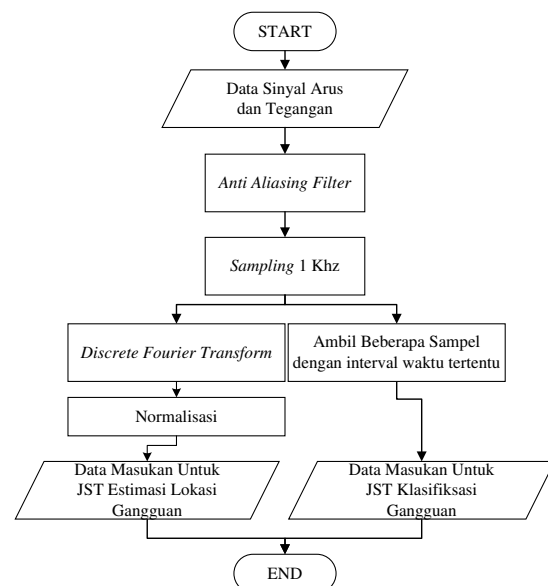 START
Data Sinyal Arus
dan Tegangan
Anti Aliasing Filter
Sampling 1 Khz
Discrete Fourier Transform
Ambil Beberapa Sampel
dengan interval waktu tertentu
Normalisasi
Data Masukan Untuk
JST Estimasi Lokasi
Gangguan
Data Masukan Untuk
JST Klasifiksasi
Gangguan
END